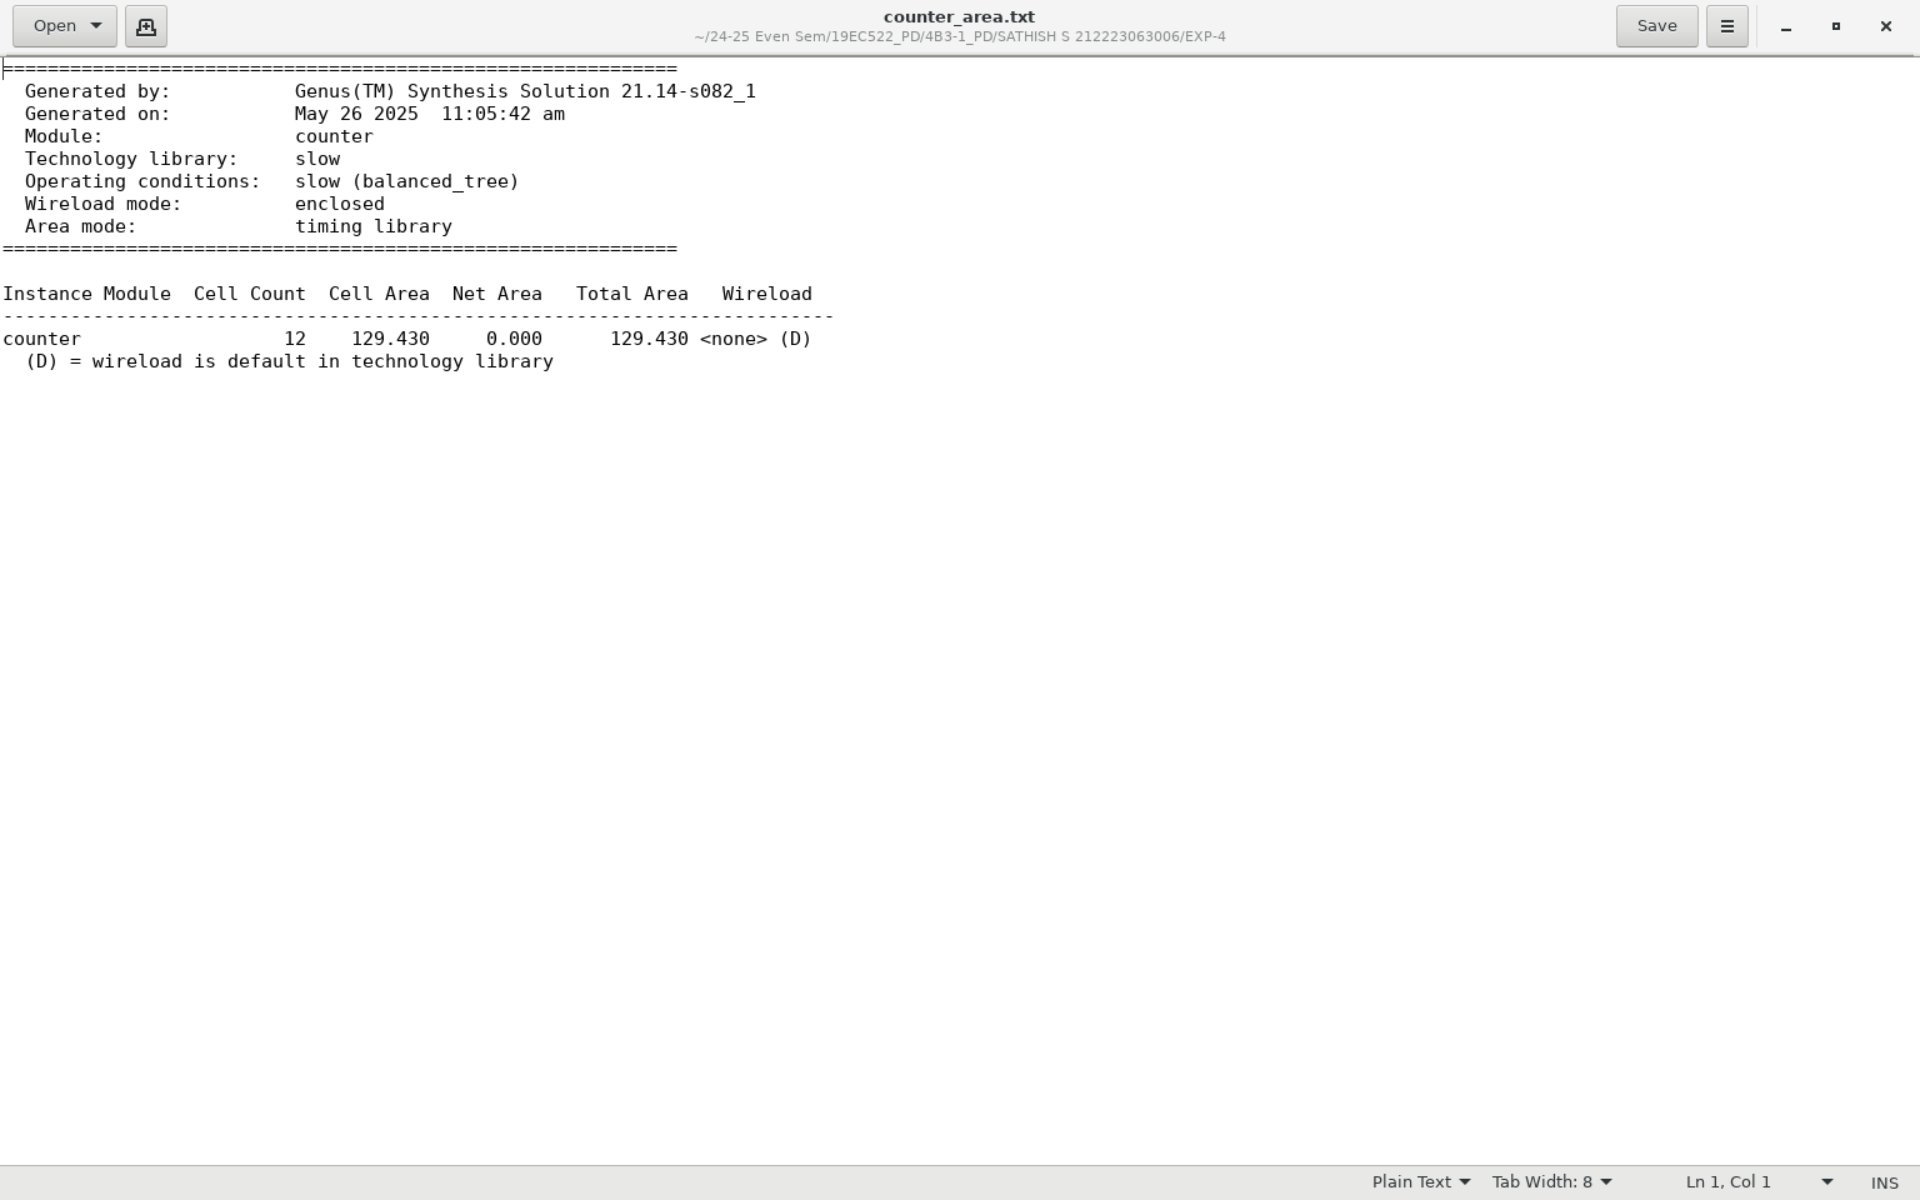 Open
counter_area.txt
~/24-25 Even Sem/19EC522_PD/4B3-1_PD/SATHISH S 212223063006/EXP-4
Save
============================================================
  Generated by:           Genus(TM) Synthesis Solution 21.14-s082_1
  Generated on:           May 26 2025  11:05:42 am
  Module:                 counter
  Technology library:     slow
  Operating conditions:   slow (balanced_tree)
  Wireload mode:          enclosed
  Area mode:              timing library
============================================================
Instance Module  Cell Count  Cell Area  Net Area   Total Area   Wireload
--------------------------------------------------------------------------
counter                  12    129.430     0.000      129.430 <none> (D)
  (D) = wireload is default in technology library
Plain Text  Tab Width: 8  Ln 1, Col 1  INS